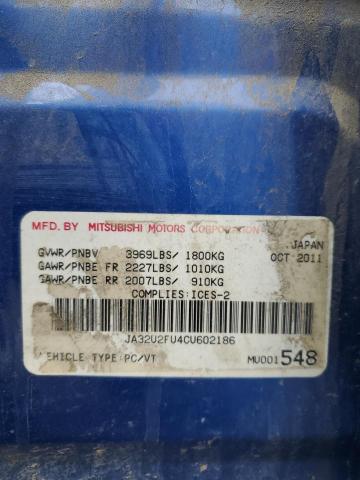 MFD.BY MITSUBISHI MOTORS CORPORATION
JAPAN
GVWR/PNBV 3969LBS/ 1800KG OCT 2011
GAWR/PNBE FR 2227LBS/ 1010KG
GAWR/PNBE RR 2007LBS/ 910KG
COMPLIES:ICES-2
JA32U2FU4CU602186
VEHICLE TYPE:PC/VT MU001548